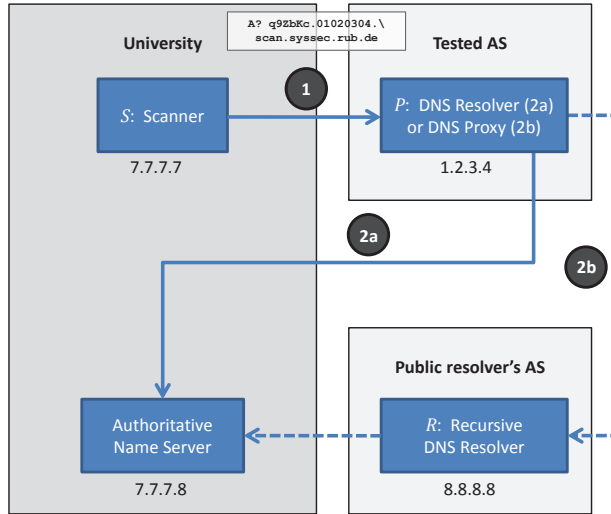 A? q9ZbKc.01020304.\
scan.syssec.rub.de
University
Tested AS
1
S: Scanner
P: DNS Resolver (2a)
or DNS Proxy (2b)
7.7.7.7
1.2.3.4
2a
2b
Public resolver's AS
Authoritative
Name Server
R: Recursive
DNS Resolver
7.7.7.8
8.8.8.8